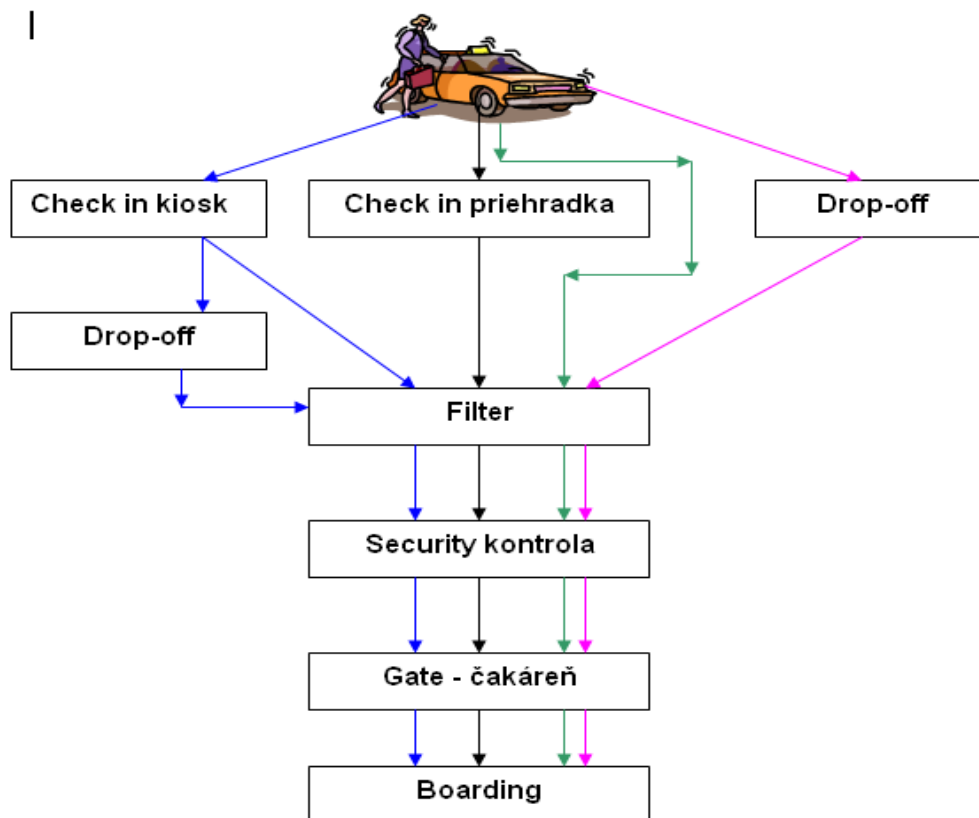 Check in kiosk
Check in priehradka
Drop-off
Drop-off
Filter
Security kontrola
Gate - čakáreň
Boarding